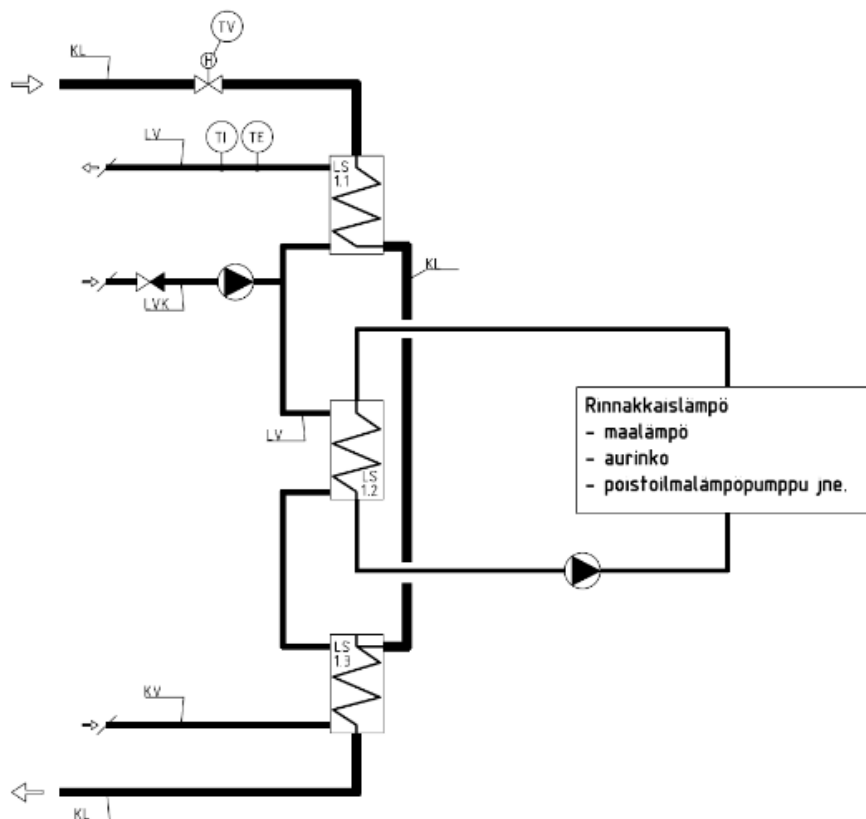 TV
H
KL
LV
TI
TE
LS
1.1
KL
LVK
LV
LS
1.2
Rinnakkaislämpö
- maalämpö
- aurinko
- poistoilmalämpöpumppu jne.
LS
1.3
KV
KL